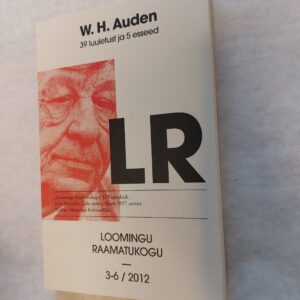 W. H. Auden
39 luuletust ja 5 esseed
LR
LOOMINGU
RAAMATUKOGU
3-6 / 2012